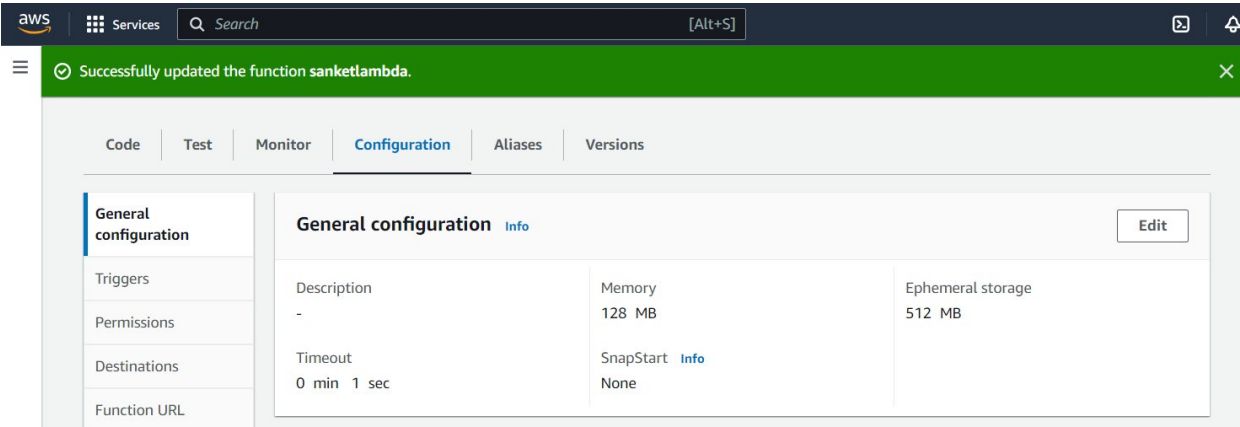 aws
Services
Search
[Alt+S]
Successfully updated the function sanketlambda.
Code
Test
Monitor
Configuration
Aliases
Versions
General
configuration
Triggers
Permissions
Destinations
Function URL
General configuration Info
Edit
Description
-
Memory
128 MB
Ephemeral storage
512 MB
Timeout
0 min 1 sec
SnapStart Info
None